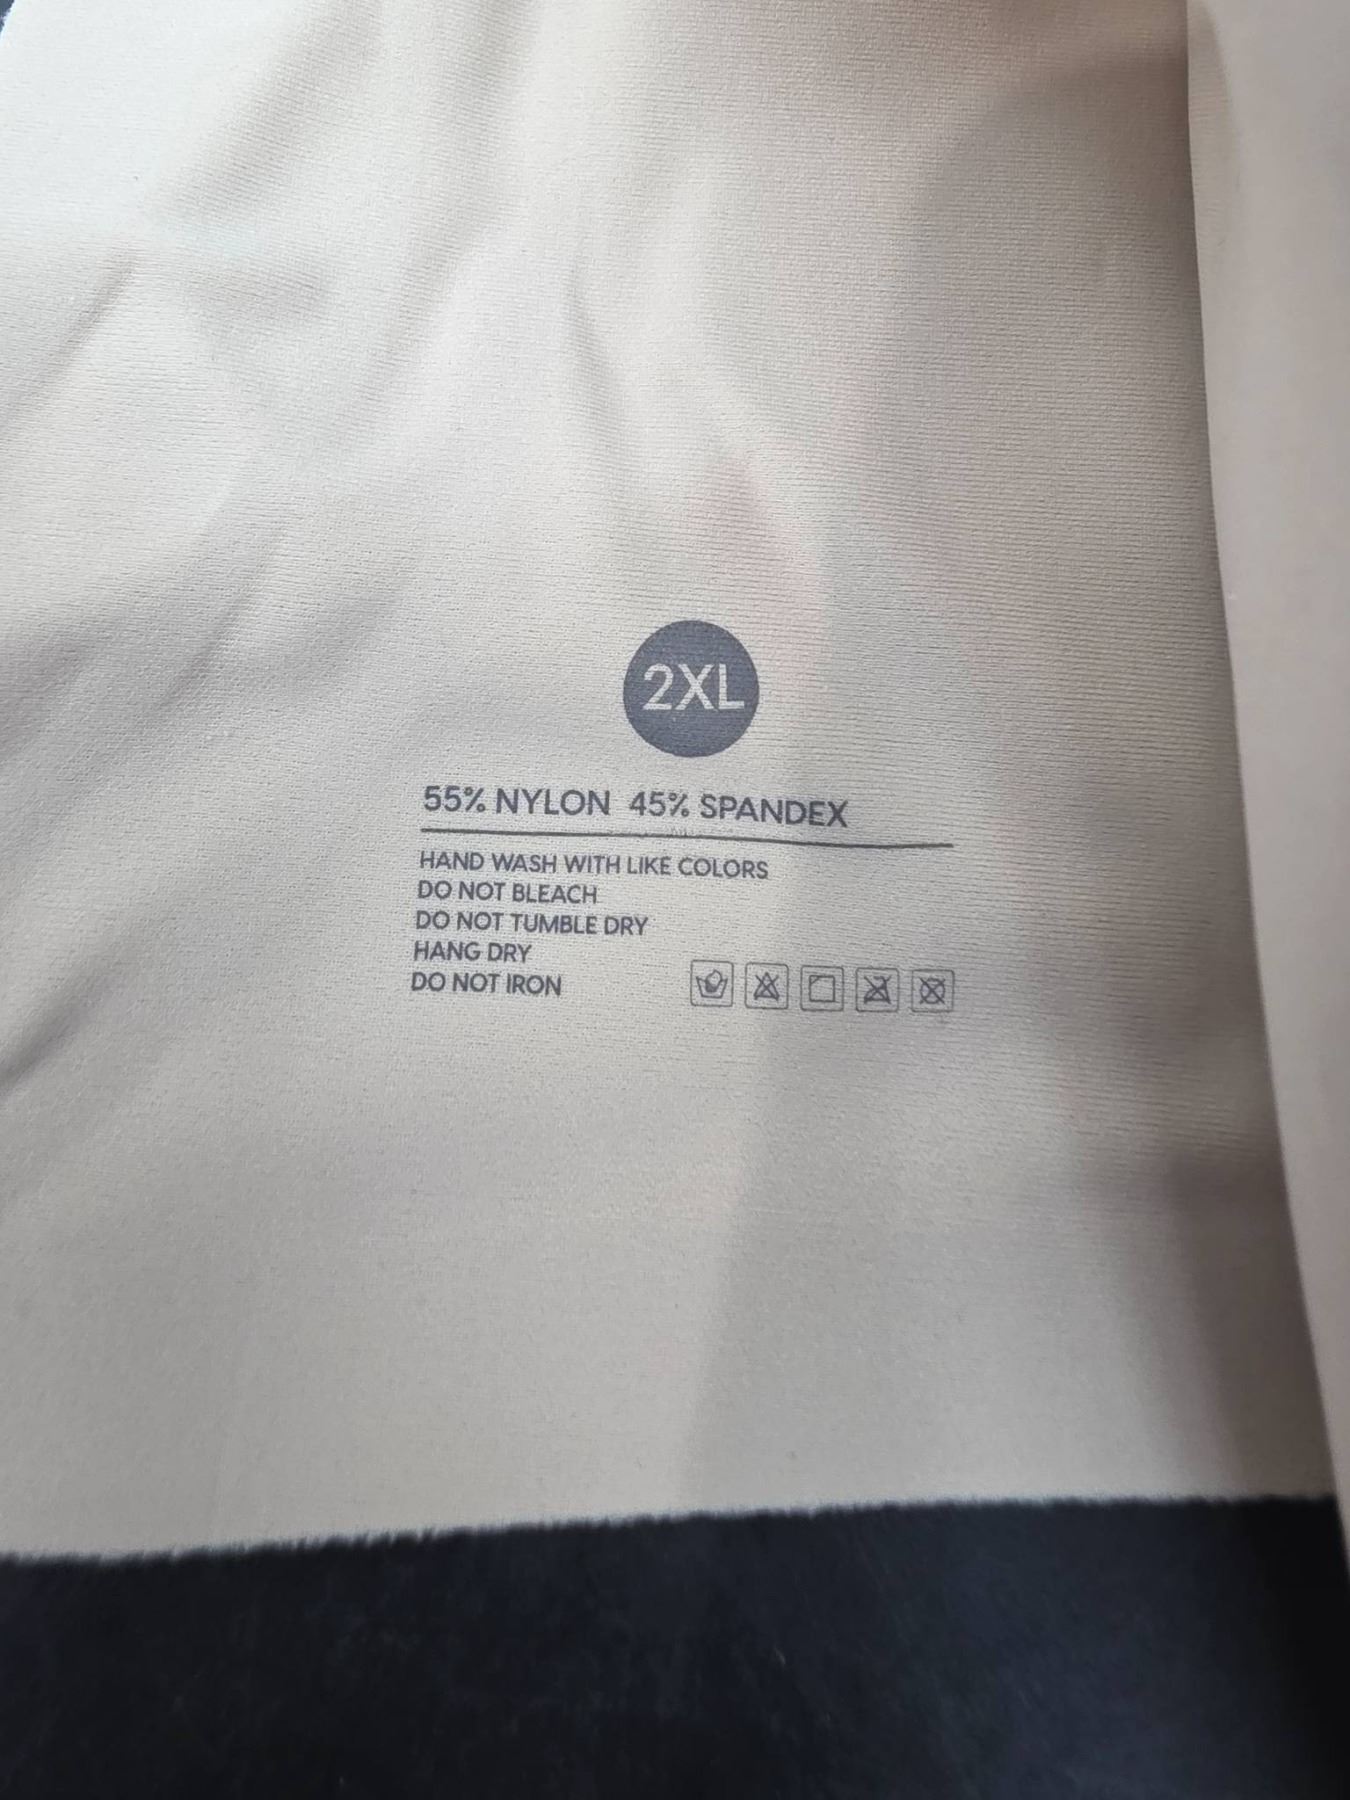 2XL
55% NYLON 45% SPANDEX
HAND WASH WITH LIKE COLORS
DO NOT BLEACH
DO NOT TUMBLE DRY
HANG DRY
DO NOT IRON